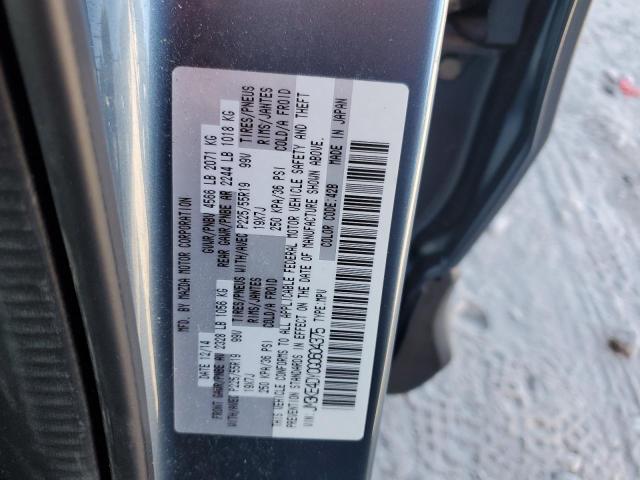 MFD. BY MAZDA MOTOR CORPORATION
DATE 12/14 GVWR/PNBV 4566 LB 2071 KG
FRONT GAWR/PNBE AV 2328 LB 1056 KG REAR GAWR/PNBE AR 2244 LB 1018 KG
WITH/AVEC P225/55R19 99V TIRES/PNEUS WITH/AVEC P225/55R19 99V TIRES/PNEUS
19X7J RIMS/JANTES 19X7J RIMS/JANTES
250 KPA/36 PSI COLD/A FROID 250 KPA/36 PSI COLD/A FROID
THIS VEHICLE CONFORMS TO ALL APPLICABLE FEDERAL MOTOR VEHICLE SAFETY AND THEFT
PREVENTION STANDARDS IN EFFECT ON THE DATE OF MANUFACTURE SHOWN ABOVE.
COLOR CODE:42B MADE IN JAPAN
VIN: TYPE:MPV